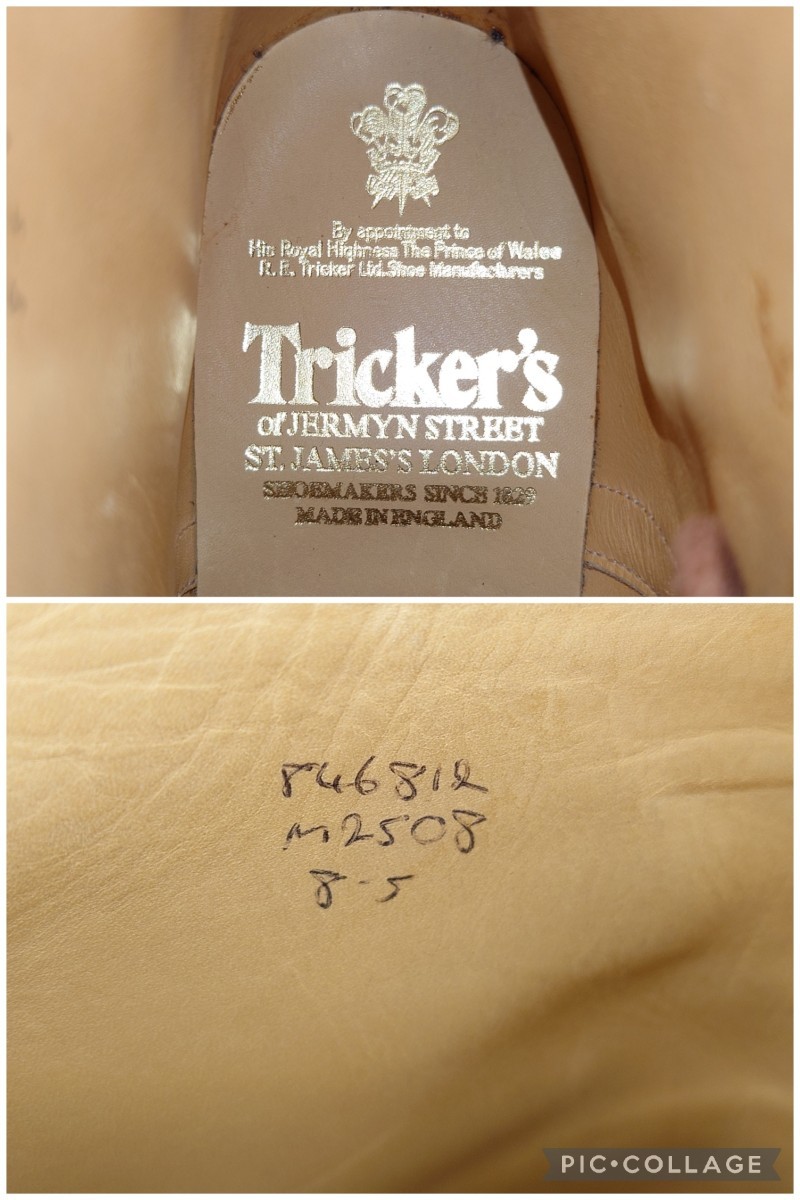 By appointment to
His Royal Highness The Prince of Wales
R.E. Tricker Ltd. Shoe Manufacturers
Tricker's
of JERMYN STREET
ST. JAMES'S LONDON
SHOEMAKERS SINCE 1829
MADE IN ENGLAND
846812
M2508
8-5
PIC•COLLAGE